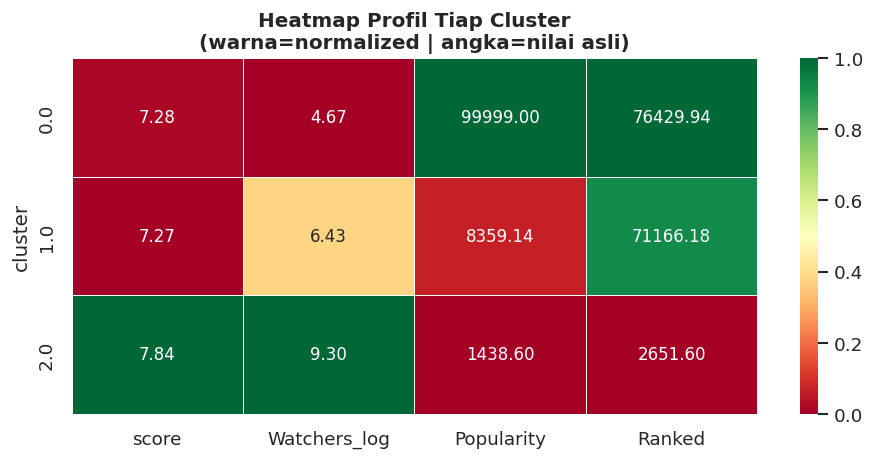 Heatmap Profil Tiap Cluster
(warna=normalized | angka=nilai asli)
cluster
0.0 7.28 4.67 99999.00 76429.94
1.0 7.27 6.43 8359.14 71166.18
2.0 7.84 9.30 1438.60 2651.60
score Watchers_log Popularity Ranked
1.0
0.8
0.6
0.4
0.2
0.0